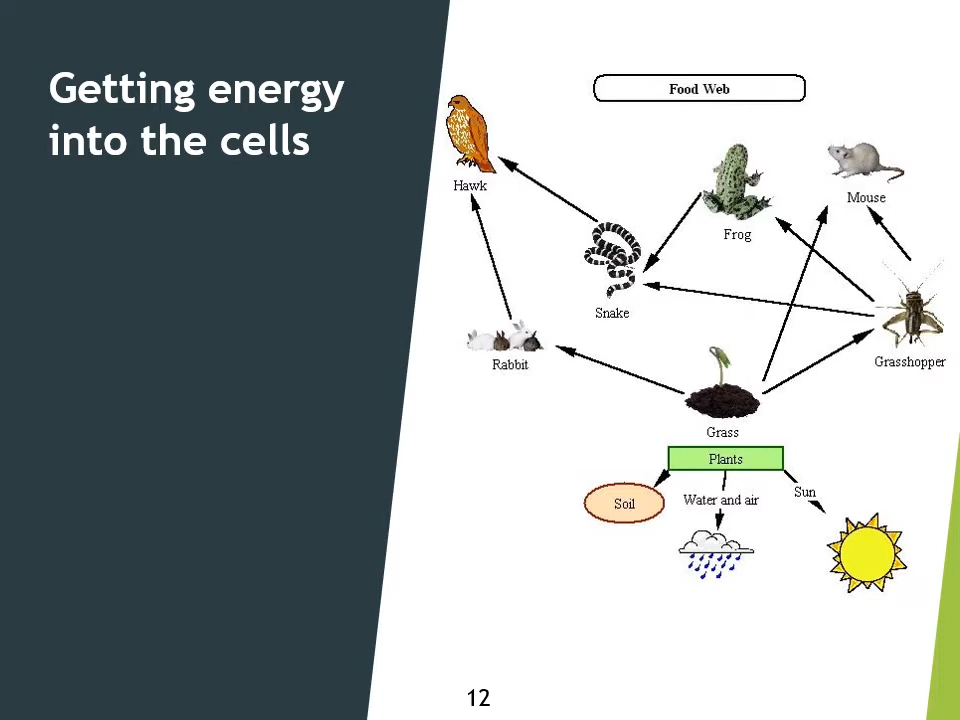 Getting energy
into the cells
Food Web
Hawk
Frog
Mouse
Snake
Rabbit
Grasshopper
Grass
Plants
Soil
Water and air
Sun
12